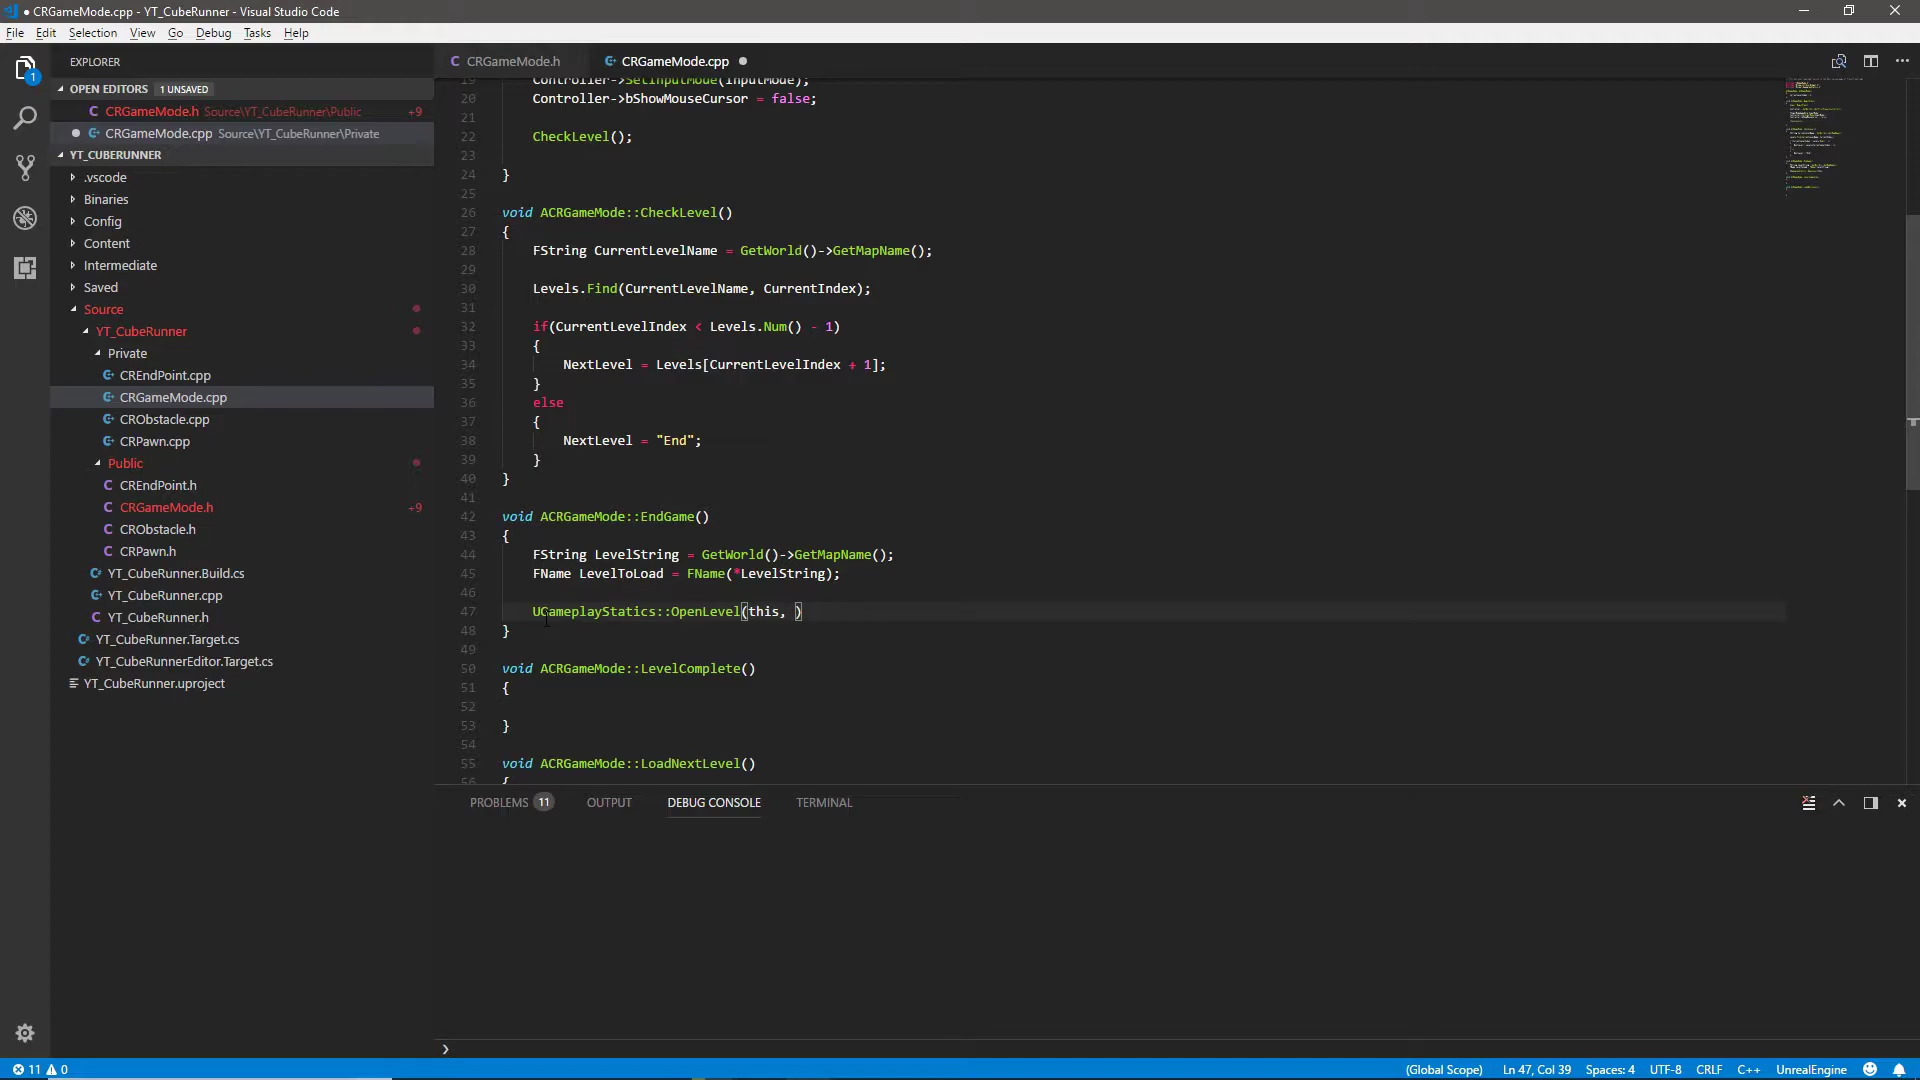 CRGameMode.cpp - YT_CubeRunner - Visual Studio Code
File Edit Selection View Go Debug Tasks Help
EXPLORER
OPEN EDITORS 1 UNSAVED
CRGameMode.h Source\YT_CubeRunner\Public +9
CRGameMode.cpp Source\YT_CubeRunner\Private
YT_CUBERUNNER
.vscode
Binaries
Config
Content
Intermediate
Saved
Source
YT_CubeRunner
Private
CREndPoint.cpp
CRGameMode.cpp
CRObstacle.cpp
CRPawn.cpp
Public
CREndPoint.h
CRGameMode.h +9
CRObstacle.h
CRPawn.h
YT_CubeRunner.Build.cs
YT_CubeRunner.cpp
YT_CubeRunner.h
YT_CubeRunner.Target.cs
YT_CubeRunnerEditor.Target.cs
YT_CubeRunner.uproject
1
CRGameMode.h CRGameMode.cpp
19 Controller->SetInputMode(InputMode);
20 Controller->bShowMouseCursor = false;
21
22 CheckLevel();
23
24 }
25
26 void ACRGameMode::CheckLevel()
27 {
28 FString CurrentLevelName = GetWorld()->GetMapName();
29
30 Levels.Find(CurrentLevelName, CurrentIndex);
31
32 if(CurrentLevelIndex < Levels.Num() - 1)
33 {
34 NextLevel = Levels[CurrentLevelIndex + 1];
35 }
36 else
37 {
38 NextLevel = "End";
39 }
40 }
41
42 void ACRGameMode::EndGame()
43 {
44 FString LevelString = GetWorld()->GetMapName();
45 FName LevelToLoad = FName(*LevelString);
46
47 UGameplayStatics::OpenLevel(this, )
48 }
49
50 void ACRGameMode::LevelComplete()
51 {
52
53 }
54
55 void ACRGameMode::LoadNextLevel()
56 {
PROBLEMS 11 OUTPUT DEBUG CONSOLE TERMINAL
11 0 (Global Scope) Ln 47, Col 39 Spaces: 4 UTF-8 CRLF C++ UnrealEngine